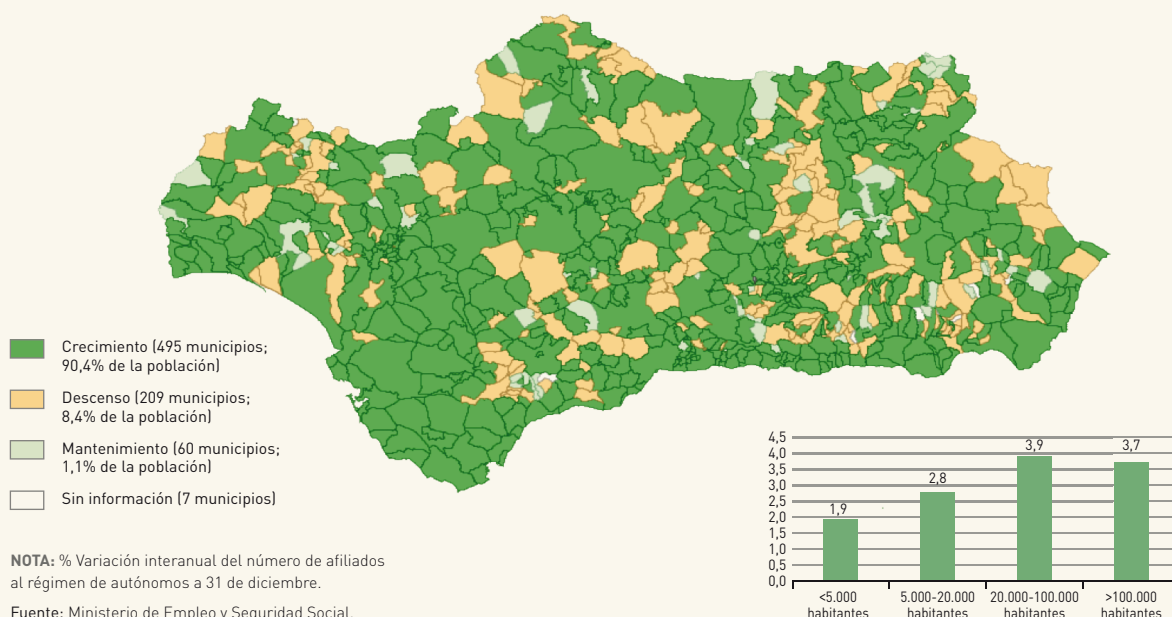 Crecimiento (495 municipios;
90,4% de la población)
Descenso (209 municipios;
8,4% de la población)
Mantenimiento (60 municipios;
1,1% de la población)
Sin información (7 municipios)
NOTA: % Variación interanual del número de afiliados
al régimen de autónomos a 31 de diciembre.
Fuente: Ministerio de Empleo y Seguridad Social.
4,5
4,0
3,5
3,0
2,5
2,0
1,5
1,0
0,5
0,0
1,9
2,8
3,9
3,7
<5.000
habitantes
5.000-20.000
habitantes
20.000-100.000
habitantes
>100.000
habitantes